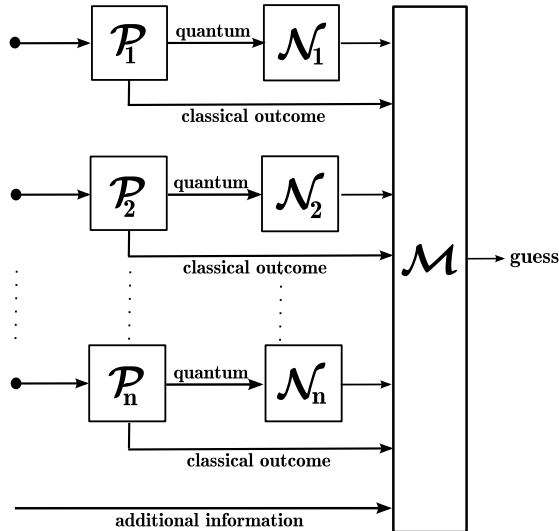 P1 quantum N1
classical outcome
P2 quantum N2
classical outcome
M guess
Pn quantum Nn
classical outcome
additional information